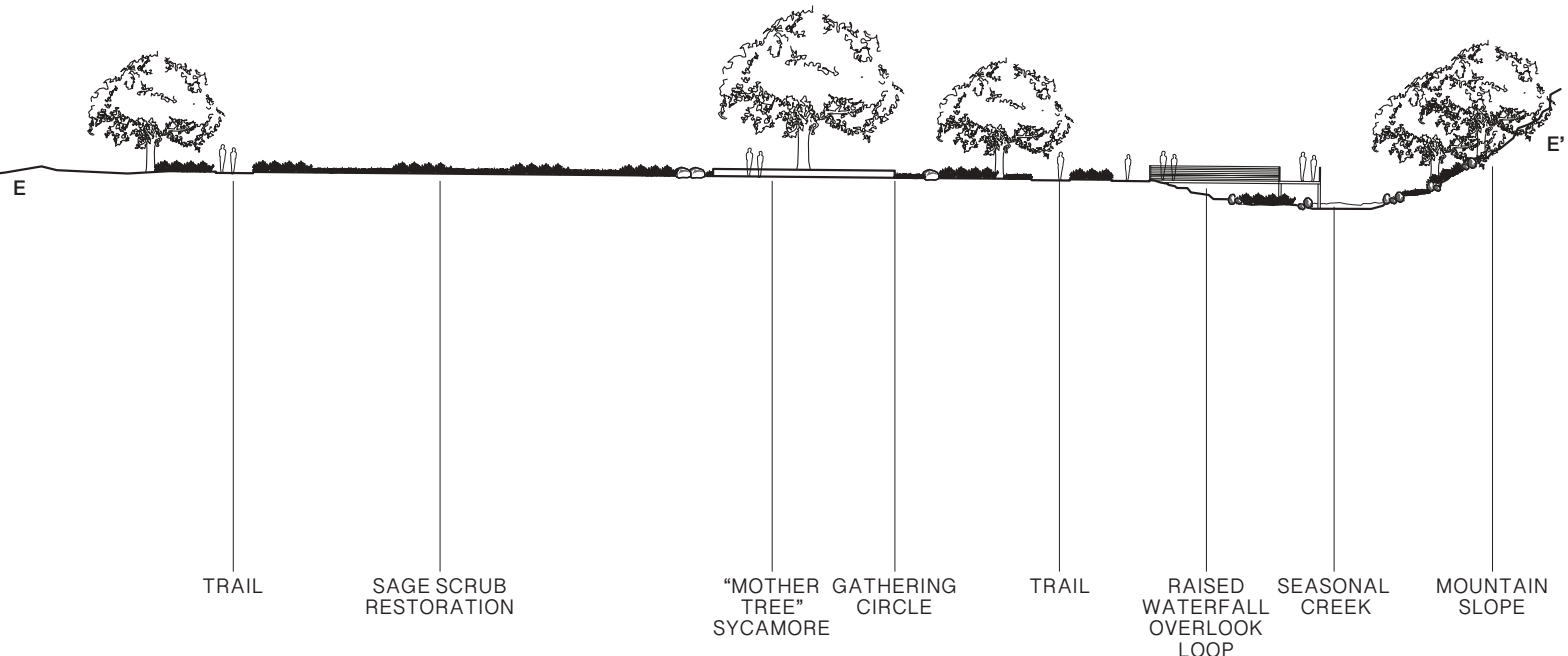 E
E'
TRAIL
SAGE SCRUB
RESTORATION
“MOTHER
TREE”
SYCAMORE
GATHERING
CIRCLE
TRAIL
RAISED
WATERFALL
OVERLOOK
LOOP
SEASONAL
CREEK
MOUNTAIN
SLOPE